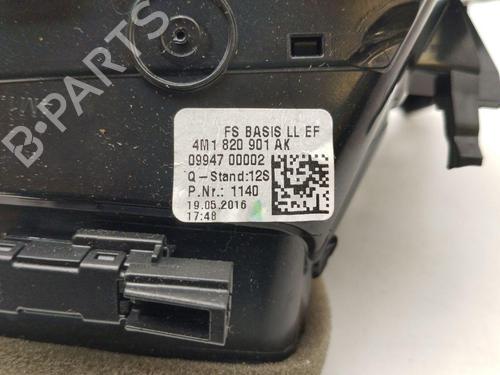 FS BASIS LL EF
4M1 820 901 AK
09947 00002
Q-Stand:12S
P.Nr.: 1140
19.05.2016
17:48
B-PARTS